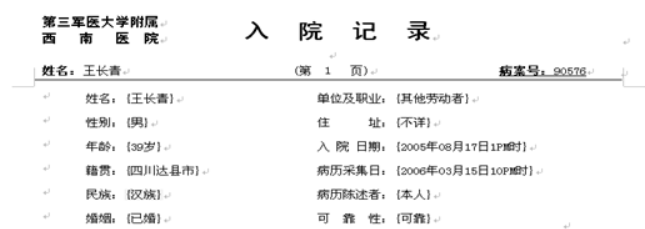 第三军医大学附属
西 南 医 院
入 院 记 录
姓名：王长青 (第 1 页) 病案号：90576
姓名：{王长青} 单位及职业：{其他劳动者}
性别：{男} 住 址：{不详}
年龄：{39岁} 入 院 日期：{2005年08月17日1PM时}
籍贯：{四川达县市} 病历采集日：{2006年03月15日10PM时}
民族：{汉族} 病历陈述者：{本人}
婚姻：{已婚} 可 靠 性：{可靠}